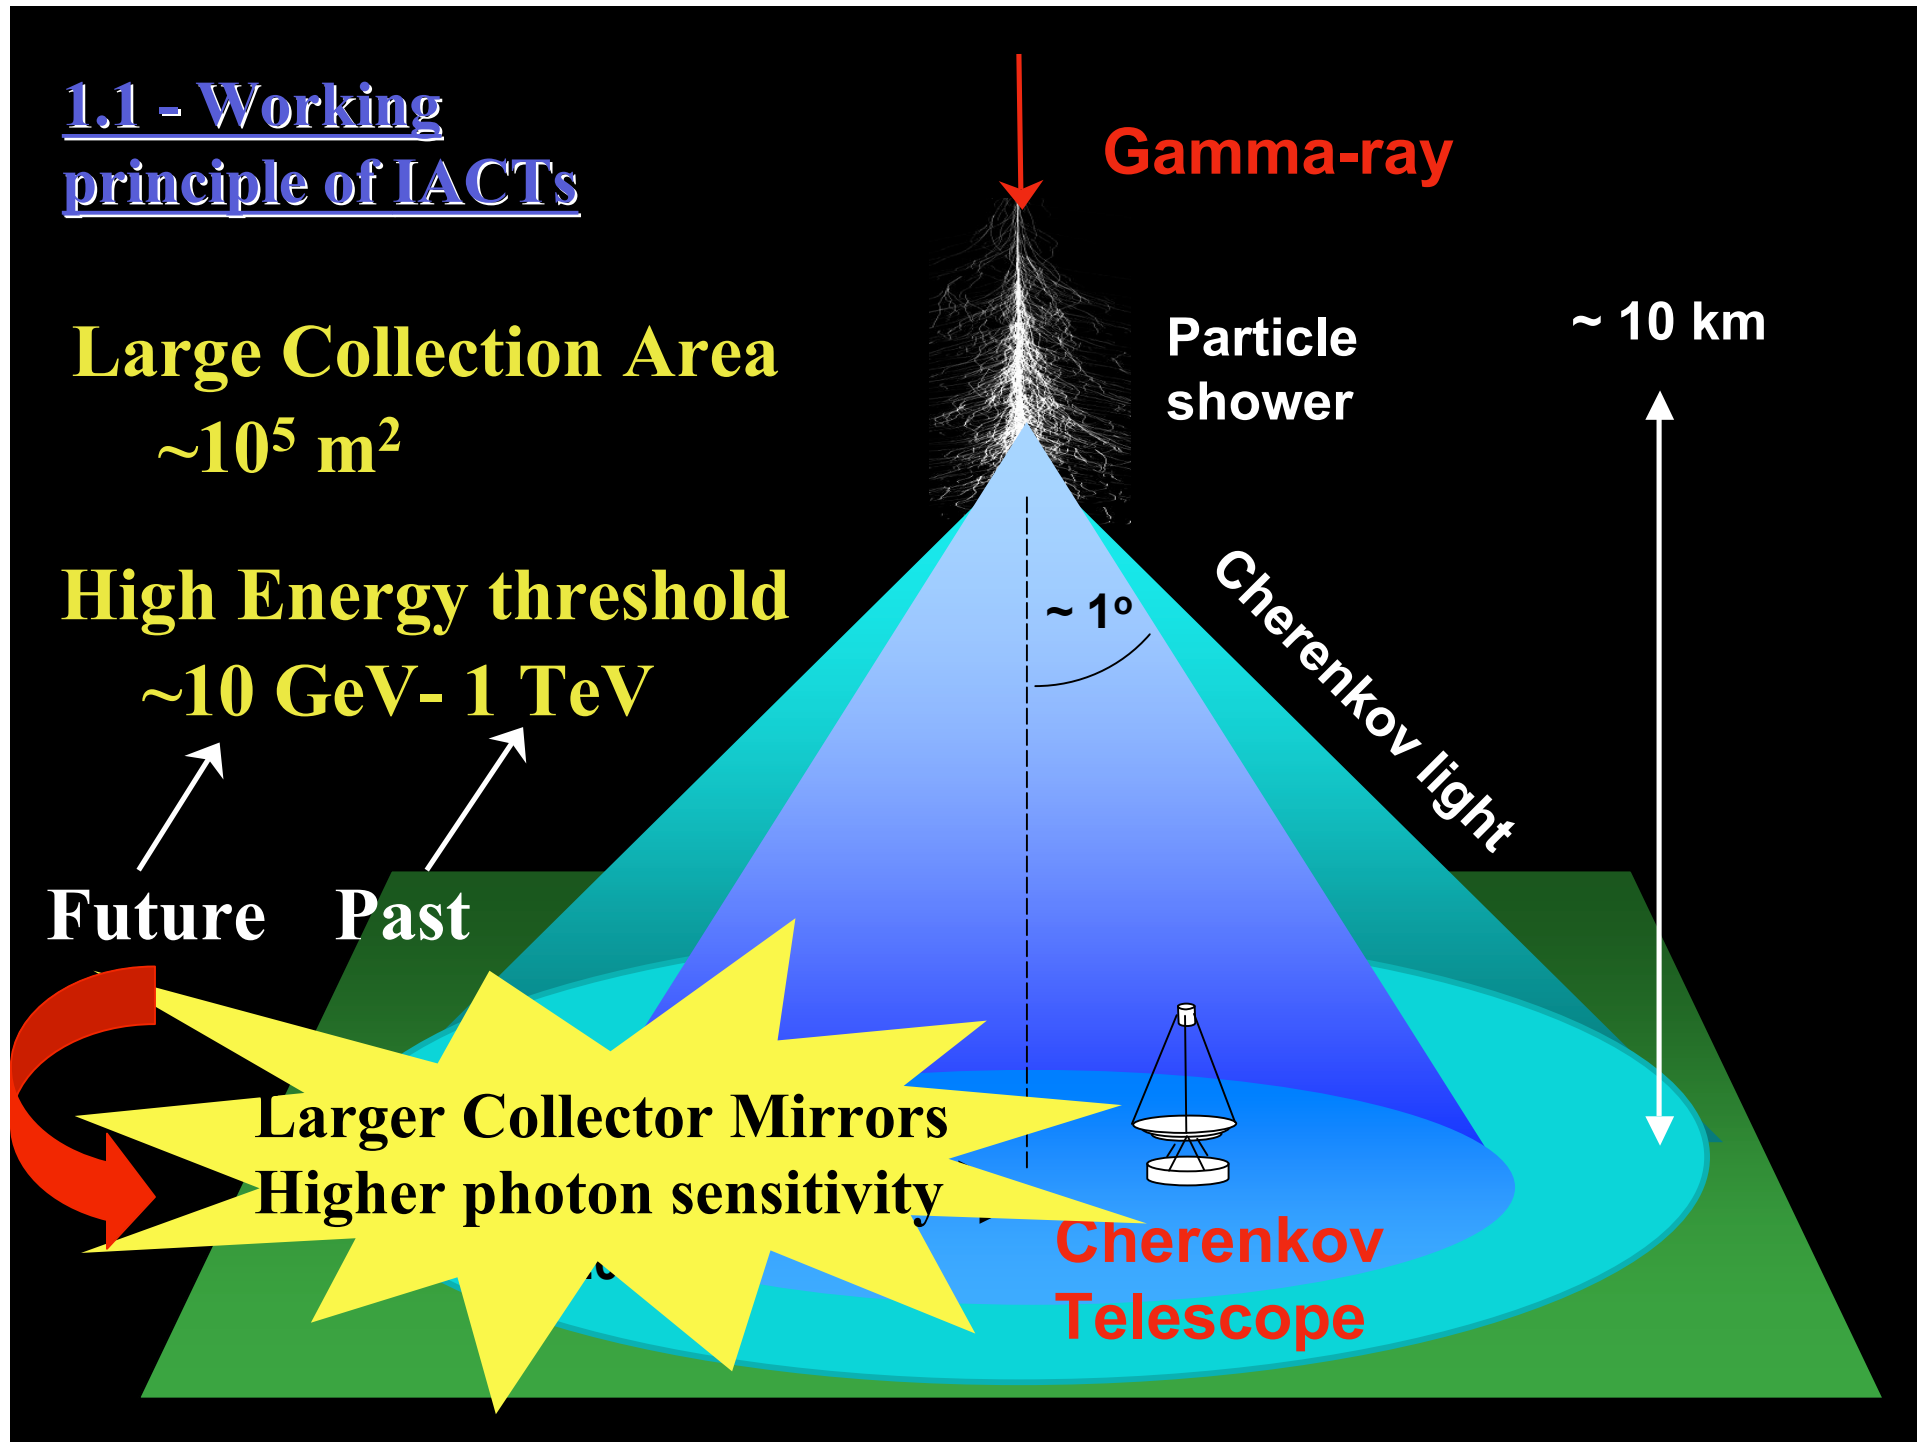 1.1 - Working
principle of IACTs
Gamma-ray
Large Collection Area
~10⁵ m²
Particle
shower
~ 10 km
High Energy threshold
~10 GeV- 1 TeV
~ 1º
Cherenkov light
Future Past
Larger Collector Mirrors
Higher photon sensitivity
Cherenkov
Telescope